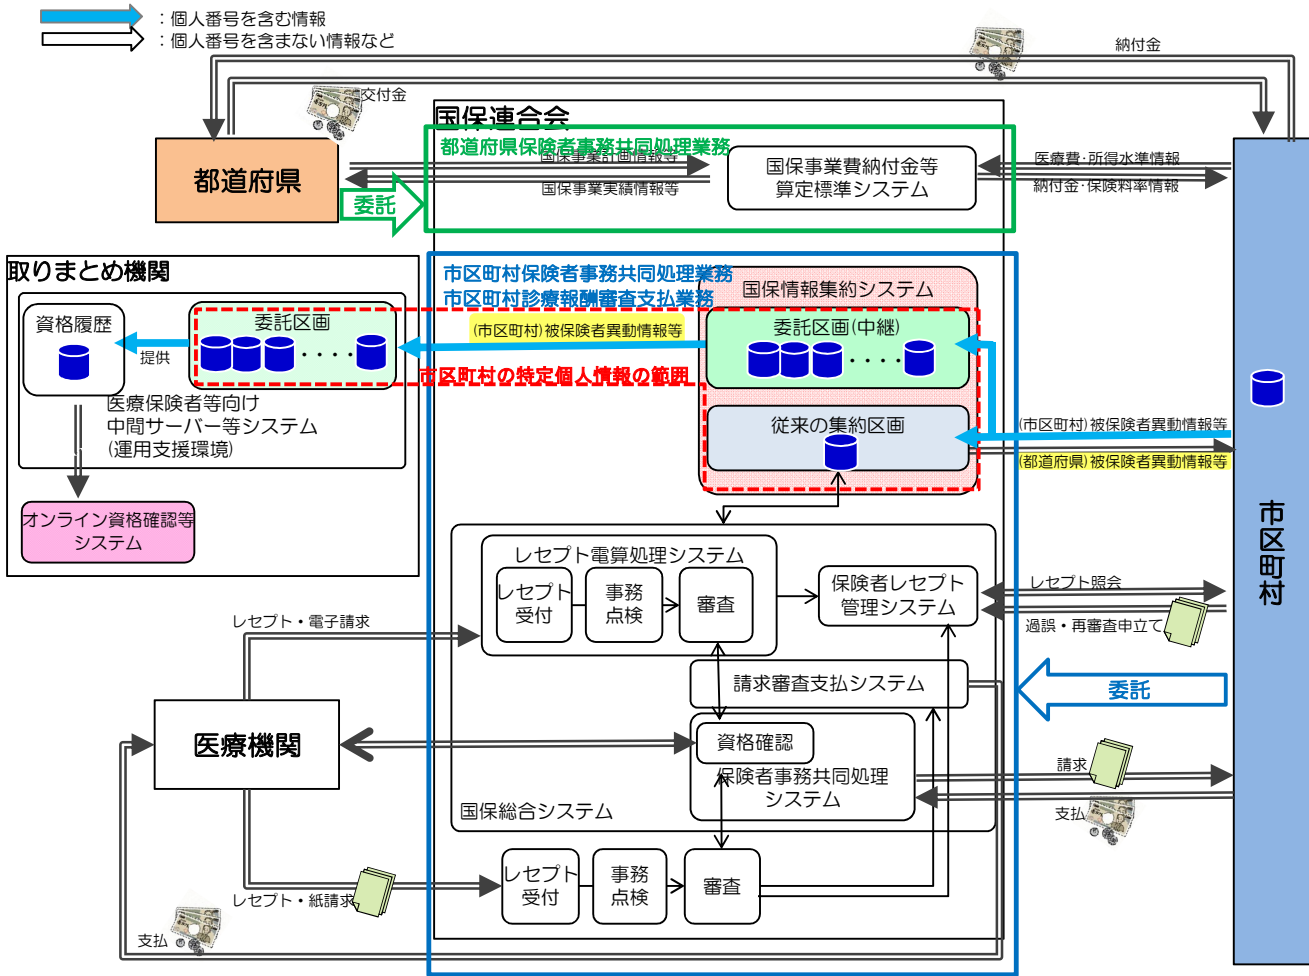 ：個人番号を含む情報
：個人番号を含まない情報など
納付金
交付金
国保連合会
都道府県保険者事務共同処理業務
都道府県
委託
国保事業計画情報等
国保事業実績情報等
国保事業費納付金等
算定標準システム
医療費・所得水準情報
納付金・保険料率情報
取りまとめ機関
資格履歴
提供
委託区画
・・・・
医療保険者等向け
中間サーバー等システム
(運用支援環境)
オンライン資格確認等
システム
市区町村保険者事務共同処理業務
市区町村診療報酬審査支払業務
(市区町村)被保険者異動情報等
市区町村の特定個人情報の範囲
国保情報集約システム
委託区画(中継)
・・・・
従来の集約区画
(市区町村)被保険者異動情報等
(都道府県)被保険者異動情報等
市区町村
レセプト電算処理システム
レセプト
受付
事務
点検
審査
保険者レセプト
管理システム
レセプト照会
過誤・再審査申立て
レセプト・電子請求
請求審査支払システム
委託
医療機関
資格確認
保険者事務共同処理
システム
国保総合システム
請求
支払
レセプト
受付
事務
点検
審査
レセプト・紙請求
支払